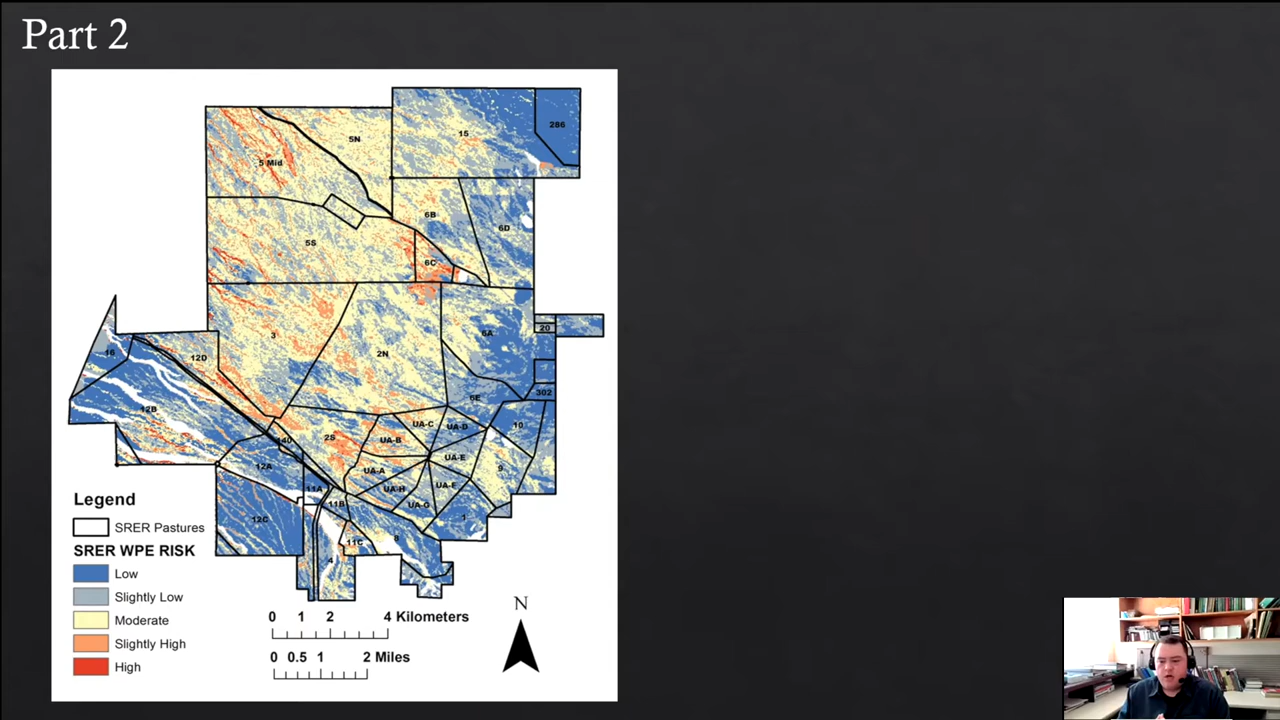 Part 2
286
15
5N
5 Mid
6B
6D
5S
6C
20
6A
3
2N
16
12D
6E
302
12B
UA-C
UA-D
10
140
2S
UA-B
UA-E
12A
UA-A
9
11A
UA-H
UA-F
11B
UA-G
12C
1
8
11C
4
Legend
SRER Pastures
SRER WPE RISK
Low
Slightly Low
Moderate
Slightly High
High
0 1 2 4 Kilometers
0 0.5 1 2 Miles
N